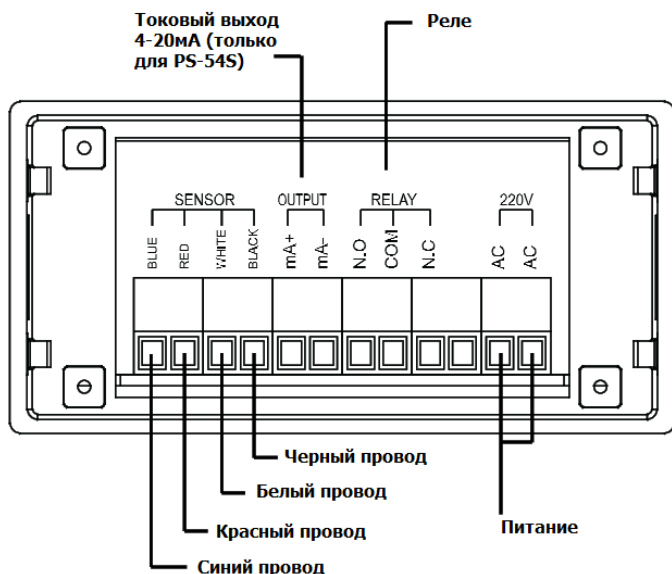 Токовый выход
4-20мА (только
для PS-54S)
Реле
SENSOR
OUTPUT
RELAY
220V
BLUE
RED
WHITE
BLACK
mA+
mA-
N.O
COM
N.C
AC
AC
Черный провод
Белый провод
Красный провод
Питание
Синий провод